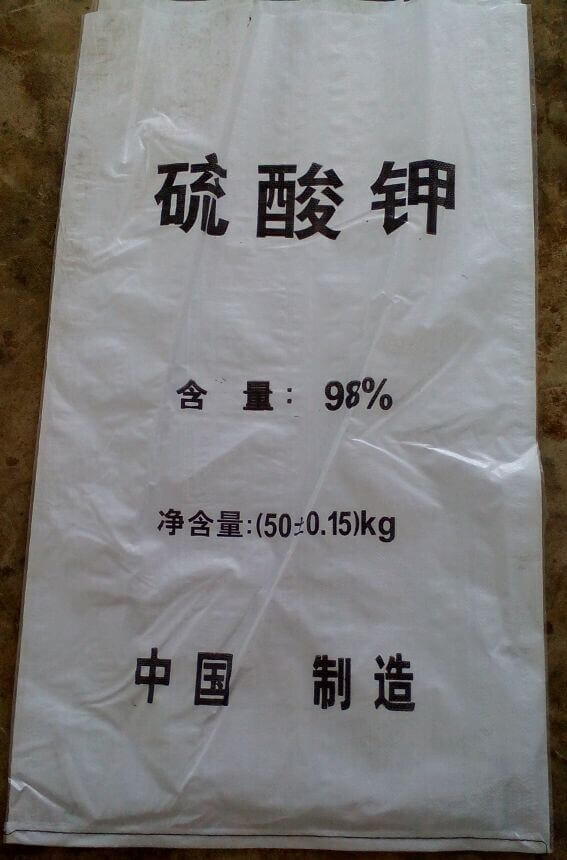 硫酸钾
含 量: 98%
净含量:(50±0.15)kg
中国 制造